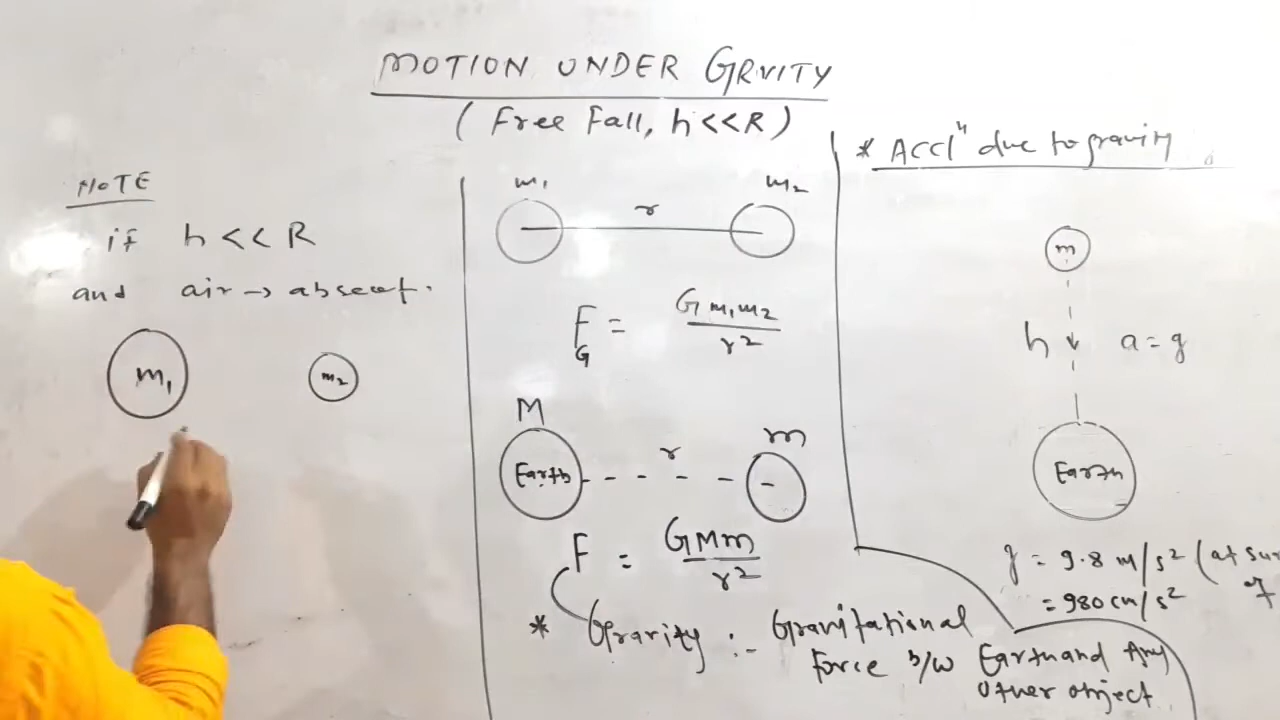 MOTION UNDER GRVITY
( Free Fall, h<<R )
NOTE
if h << R
and air → absent.
m₁ m₂
m₁ m₂
r
F_G = G m₁m₂ / r²
M m
Earth r
F = GMm / r²
* Gravity :- Gravitational
Force b/w Earth and Any
other object
* Acclⁿ due to gravity
m
h a = g
Earth
g = 9.8 m/s² (at sur
= 980 cm/s²